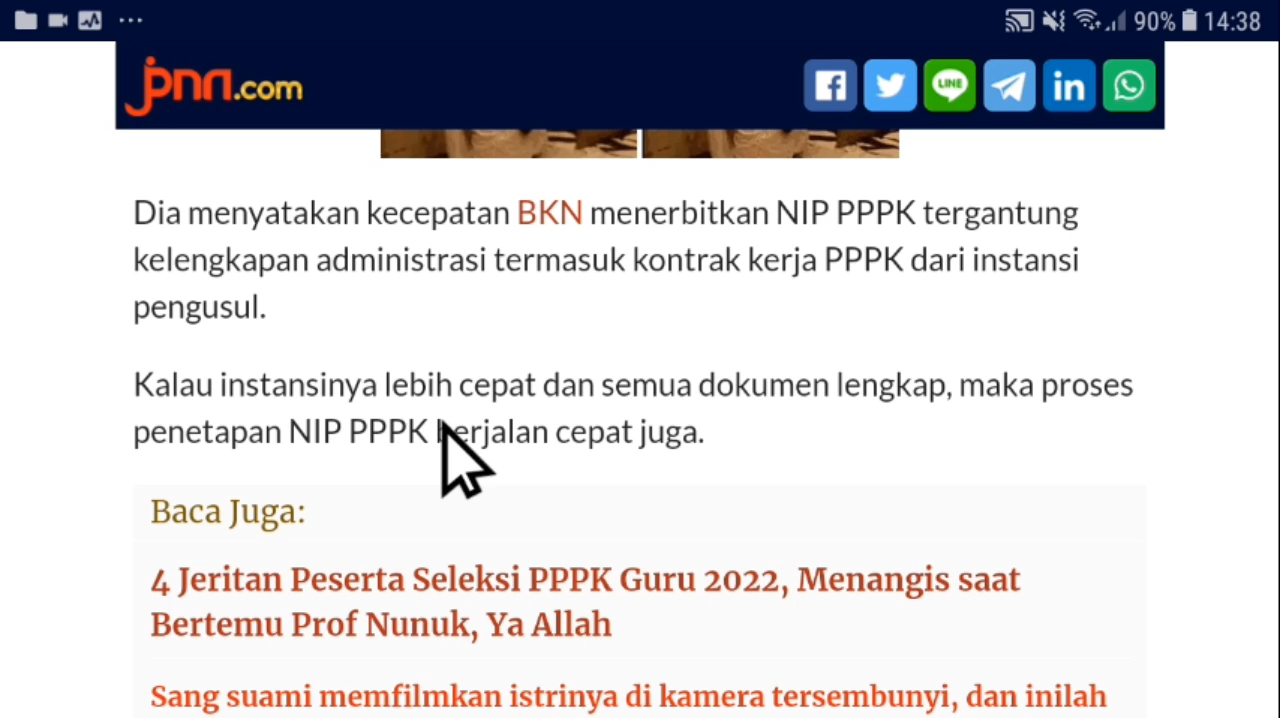 90% 14:38
jpnn.com
LINE
Dia menyatakan kecepatan BKN menerbitkan NIP PPPK tergantung
kelengkapan administrasi termasuk kontrak kerja PPPK dari instansi
pengusul.
Kalau instansinya lebih cepat dan semua dokumen lengkap, maka proses
penetapan NIP PPPK berjalan cepat juga.
Baca Juga:
4 Jeritan Peserta Seleksi PPPK Guru 2022, Menangis saat
Bertemu Prof Nunuk, Ya Allah
Sang suami memfilmkan istrinya di kamera tersembunyi, dan inilah